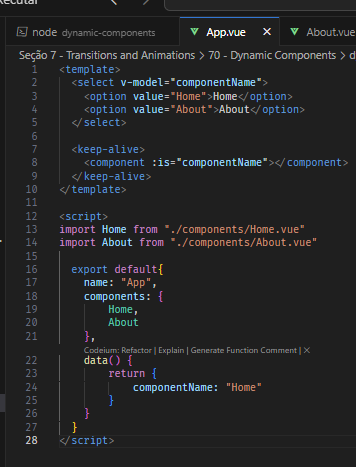 ecutar
node dynamic-components
App.vue
About.vue
Seção 7 - Transitions and Animations > 70 - Dynamic Components > d
1 <template>
2 <select v-model="componentName">
3 <option value="Home">Home</option>
4 <option value="About">About</option>
5 </select>
6
7 <keep-alive>
8 <component :is="componentName"></component>
9 </keep-alive>
10 </template>
11
12 <script>
13 import Home from "./components/Home.vue"
14 import About from "./components/About.vue"
15
16 export default{
17 name: "App",
18 components: {
19 Home,
20 About
21 },
Codeium: Refactor | Explain | Generate Function Comment | ×
22 data() {
23 return {
24 componentName: "Home"
25 }
26 }
27 }
28 </script>